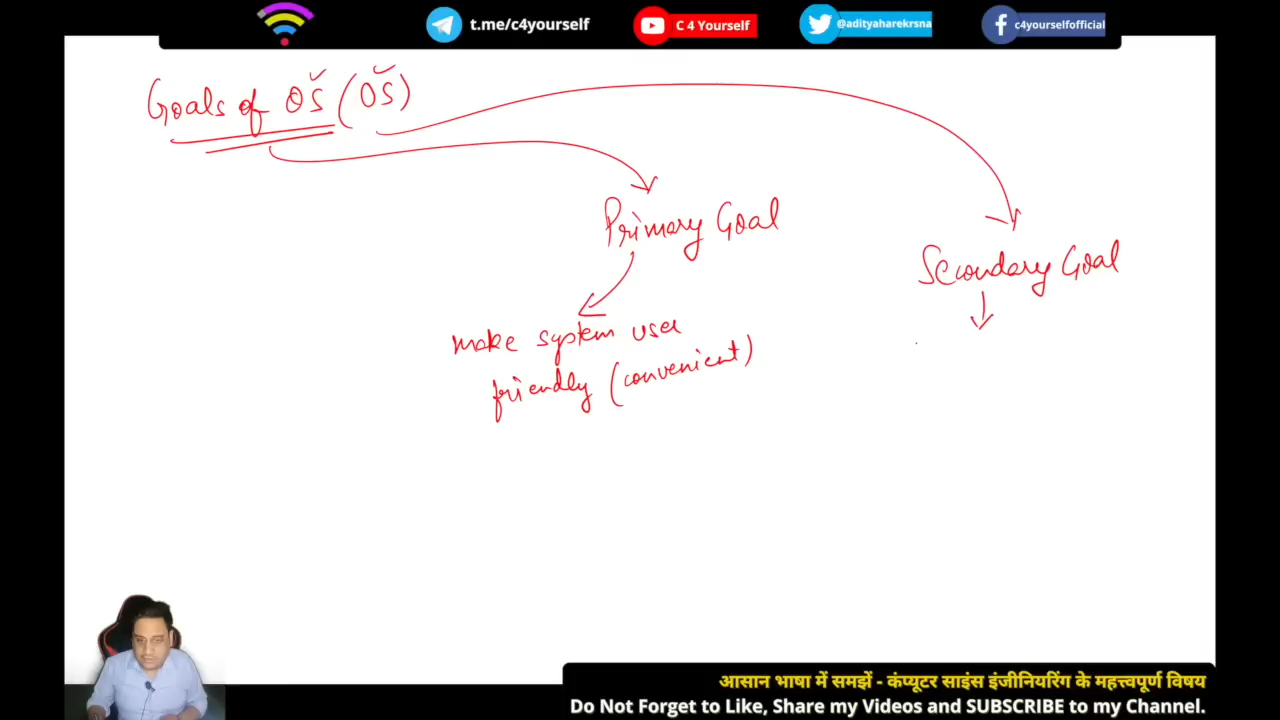 t.me/c4yourself
C 4 Yourself
@adityaharekrsna
c4yourselfofficial
Goals of OS (OS)
Primary Goal
Secondary Goal
make system user
friendly (convenient)
आसान भाषा में समझें - कंप्यूटर साइंस इंजीनियरिंग के महत्त्वपूर्ण विषय
Do Not Forget to Like, Share my Videos and SUBSCRIBE to my Channel.